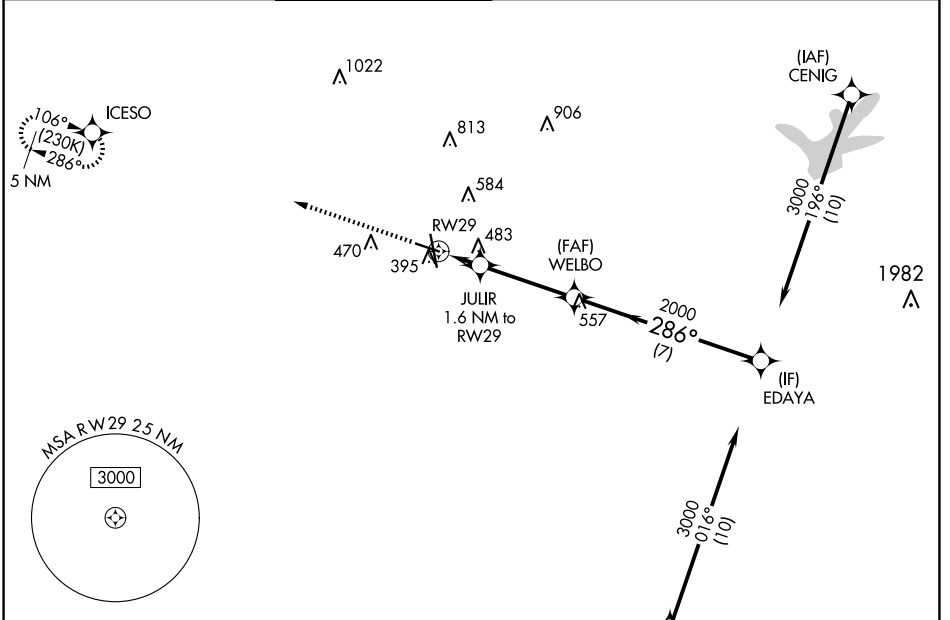 1022
(IAF)
CENIG
106°
ICESO
(230K)
286°
5 NM
813
906
584
3000
196°
(10)
RW29
483
470
395
(FAF)
WELBO
1982
JULIR
1.6 NM to
RW29
557
2000
286°
(7)
(IF)
EDAYA
MSA RW29 25 NM
3000
3000
016°
(10)